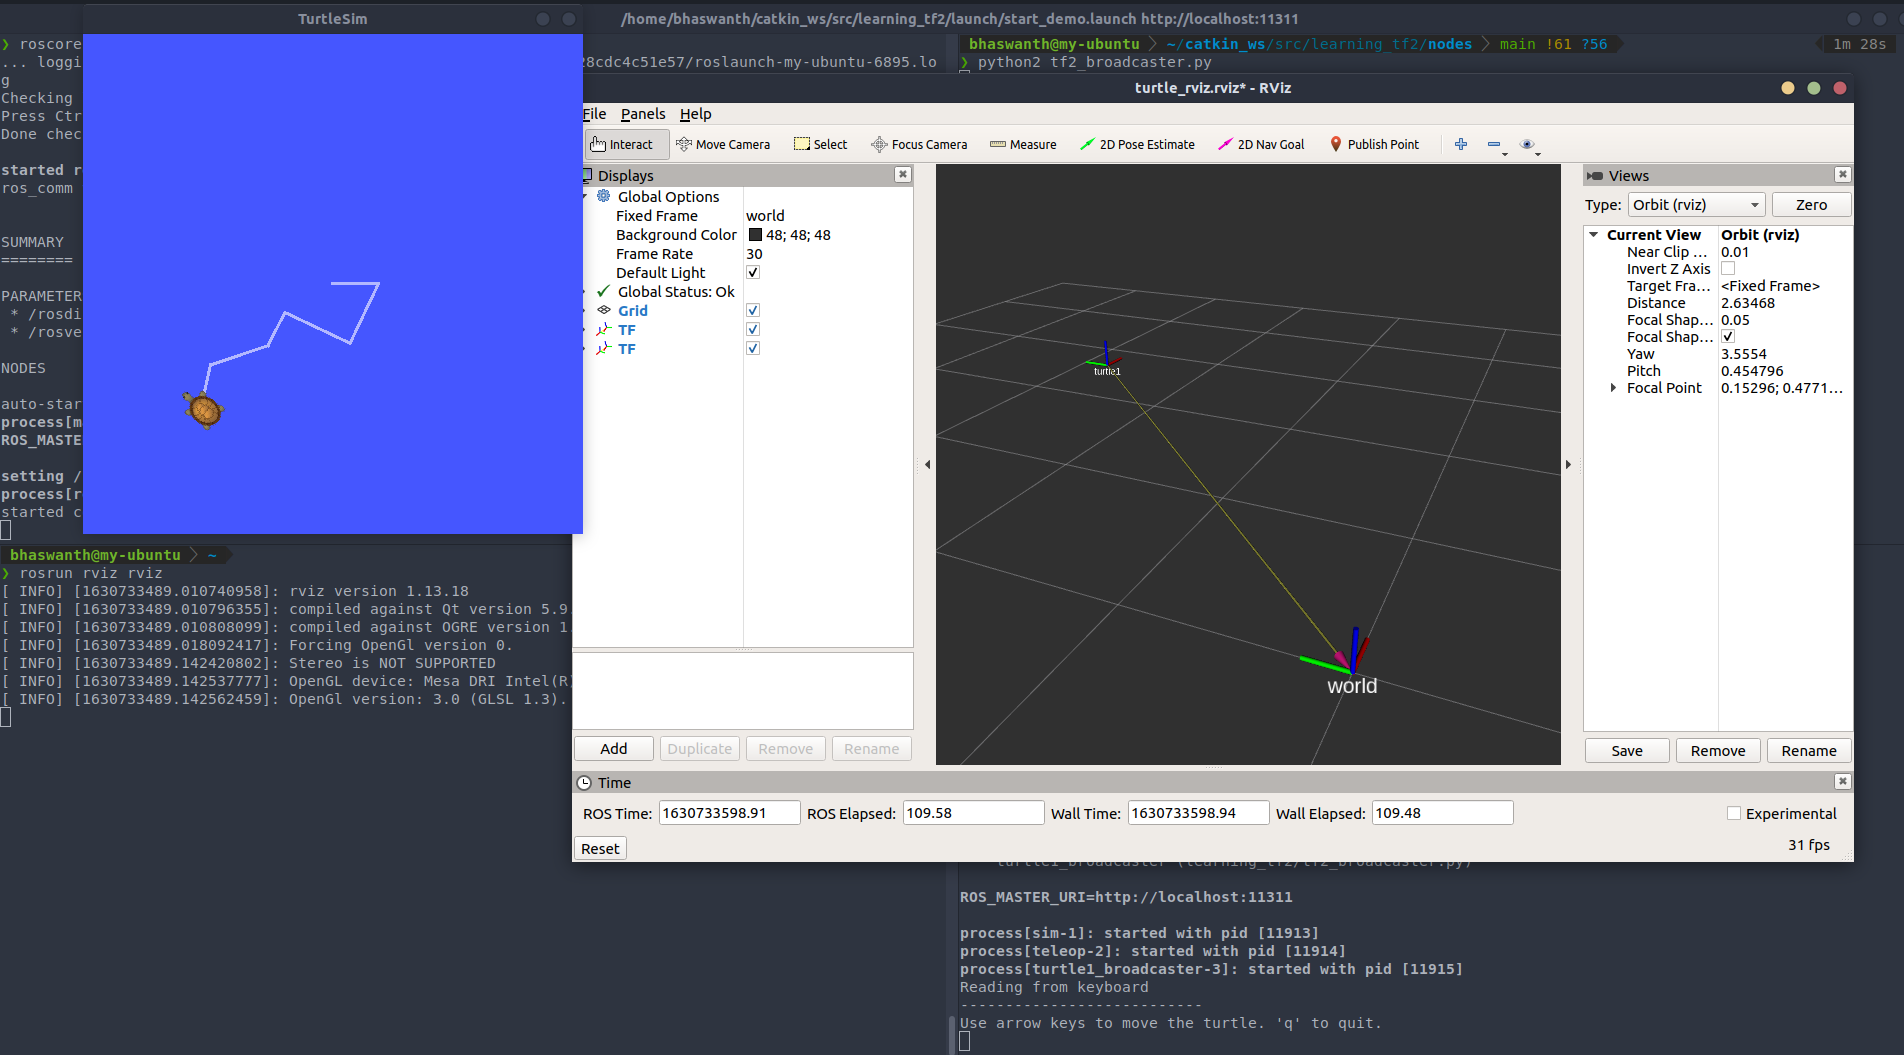 TurtleSim
/home/bhaswanth/catkin_ws/src/learning_tf2/launch/start_demo.launch http://localhost:11311
❯ roscore
... loggi
28cdc4c51e57/roslaunch-my-ubuntu-6895.lo
g
Checking
Press Ctr
Done chec
started r
ros_comm
SUMMARY
========
PARAMETER
* /rosdi
* /rosve
NODES
auto-star
process[m
ROS_MASTE
setting /
process[r
started c
bhaswanth@my-ubuntu ~/catkin_ws/src/learning_tf2/nodes main !61 ?56
1m 28s
❯ python2 tf2_broadcaster.py
turtle_rviz.rviz* - RViz
File Panels Help
Interact Move Camera Select Focus Camera Measure 2D Pose Estimate 2D Nav Goal Publish Point
Displays
Global Options
Fixed Frame world
Background Color 48; 48; 48
Frame Rate 30
Default Light
Global Status: Ok
Grid
TF
TF
Add Duplicate Remove Rename
turtle1
world
Views
Type: Orbit (rviz) Zero
Current View Orbit (rviz)
Near Clip ... 0.01
Invert Z Axis
Target Fra... <Fixed Frame>
Distance 2.63468
Focal Shap... 0.05
Focal Shap...
Yaw 3.5554
Pitch 0.454796
Focal Point 0.15296; 0.4771...
Save Remove Rename
Time
ROS Time: 1630733598.91 ROS Elapsed: 109.58 Wall Time: 1630733598.94 Wall Elapsed: 109.48 Experimental
Reset
31 fps
bhaswanth@my-ubuntu ~
❯ rosrun rviz rviz
[ INFO] [1630733489.010740958]: rviz version 1.13.18
[ INFO] [1630733489.010796355]: compiled against Qt version 5.9
[ INFO] [1630733489.010808099]: compiled against OGRE version 1.
[ INFO] [1630733489.018092417]: Forcing OpenGl version 0.
[ INFO] [1630733489.142420802]: Stereo is NOT SUPPORTED
[ INFO] [1630733489.142537777]: OpenGL device: Mesa DRI Intel(R)
[ INFO] [1630733489.142562459]: OpenGl version: 3.0 (GLSL 1.3).
turtle1_broadcaster (learning_tf2/tf2_broadcaster.py)
ROS_MASTER_URI=http://localhost:11311
process[sim-1]: started with pid [11913]
process[teleop-2]: started with pid [11914]
process[turtle1_broadcaster-3]: started with pid [11915]
Reading from keyboard
---------------------------
Use arrow keys to move the turtle. 'q' to quit.